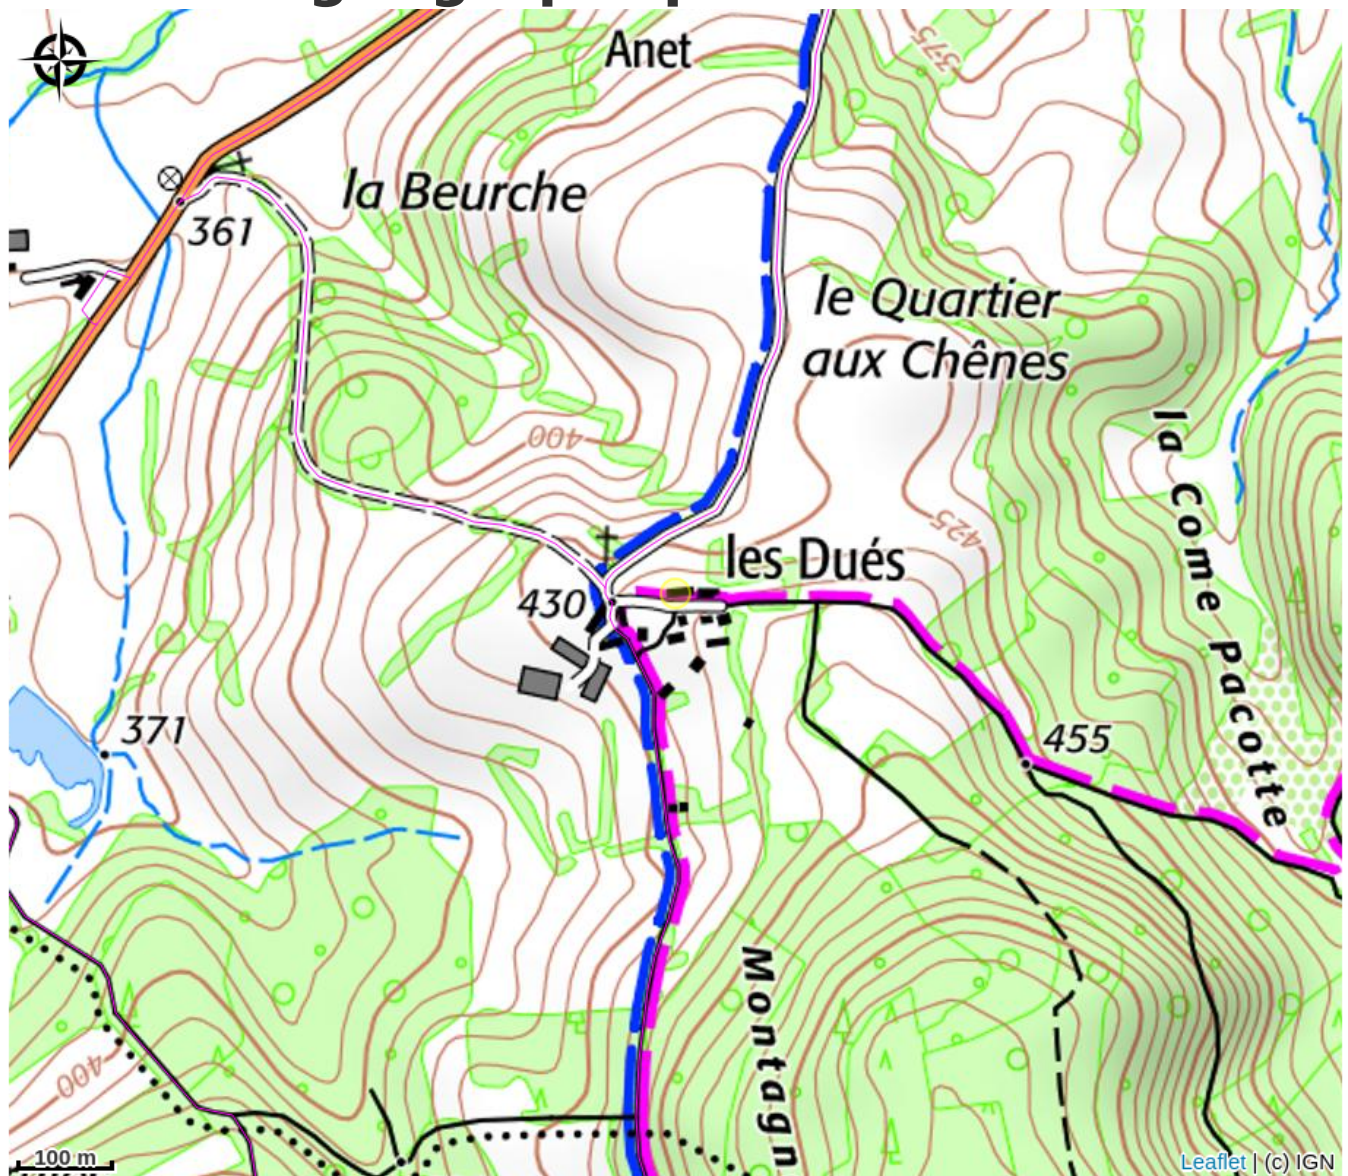 Anet
375
la Beurche
361
le Quartier
aux Chênes
400
la Come Pacotte
425
les Dués
430
371
455
Montagn
400
100 m
Leaflet | (c) IGN